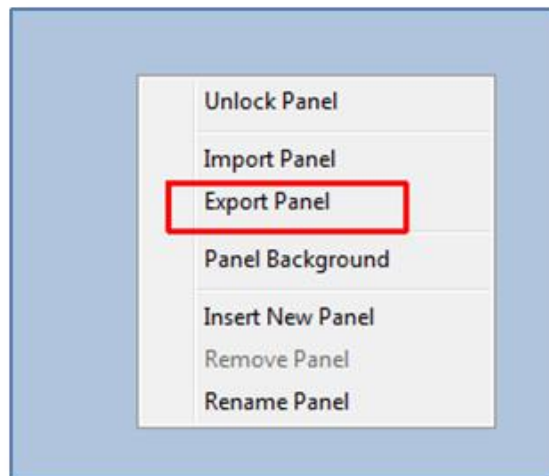 Unlock Panel
Import Panel
Export Panel
Panel Background
Insert New Panel
Remove Panel
Rename Panel